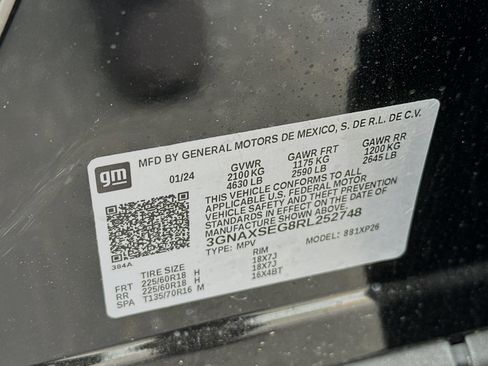 gm
MFD BY GENERAL MOTORS DE MEXICO, S. DE R.L. DE C.V.
01/24 GVWR GAWR FRT GAWR RR
2100 KG 1175 KG 1200 KG
4630 LB 2590 LB 2645 LB
THIS VEHICLE CONFORMS TO ALL
APPLICABLE U.S. FEDERAL MOTOR
VEHICLE SAFETY AND THEFT PREVENTION
STANDARDS IN EFFECT ON THE DATE OF
MANUFACTURE SHOWN ABOVE.
3GNAXSEG8RL252748
TYPE: MPV MODEL: 881XP26
384A
TIRE SIZE RIM
FRT 225/60R18 H 18X7J
RR 225/60R18 H 18X7J
SPA T135/70R16 M 16X4BT